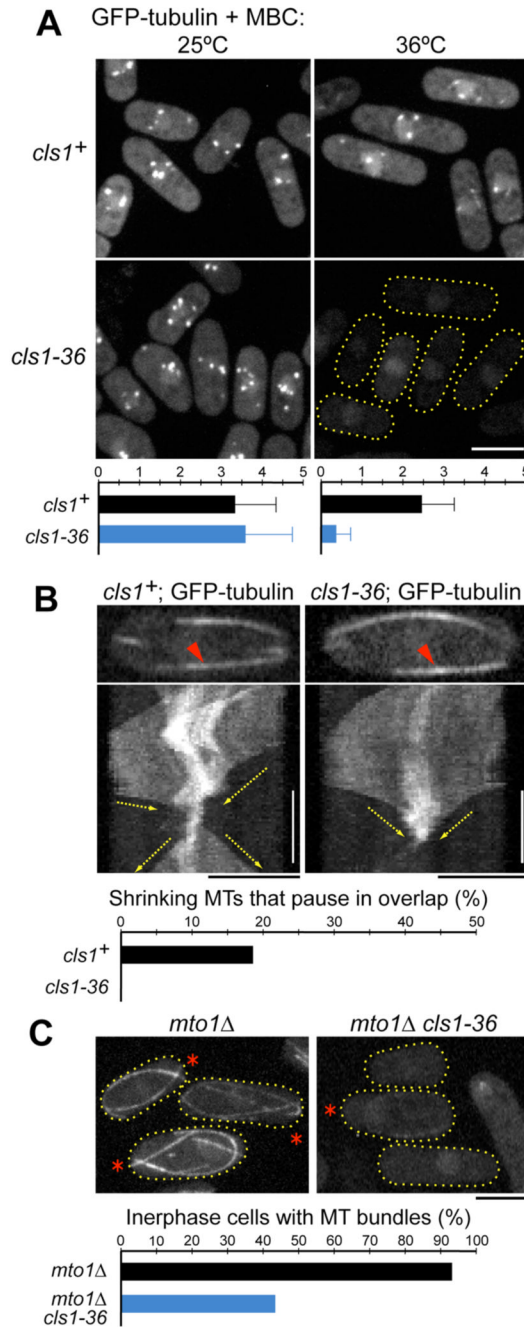 A
GFP-tubulin + MBC:
25ºC 36ºC
cls1+
cls1-36
0 1 2 3 4 5 0 1 2 3 4 5
cls1+
cls1-36
B
cls1+; GFP-tubulin cls1-36; GFP-tubulin
Shrinking MTs that pause in overlap (%)
0 10 20 30 40 50
cls1+
cls1-36
C
mto1Δ mto1Δ cls1-36
* * * *
Inerphase cells with MT bundles (%)
0 10 20 30 40 50 60 70 80 90 100
mto1Δ
mto1Δ
cls1-36